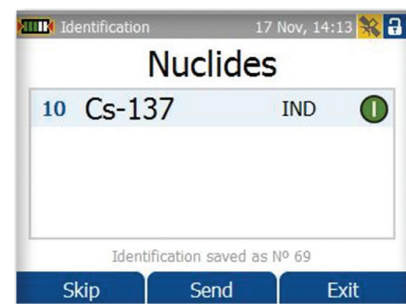 Identification 17 Nov, 14:13
Nuclides
10 Cs-137 IND I
Identification saved as Nº 69
Skip Send Exit